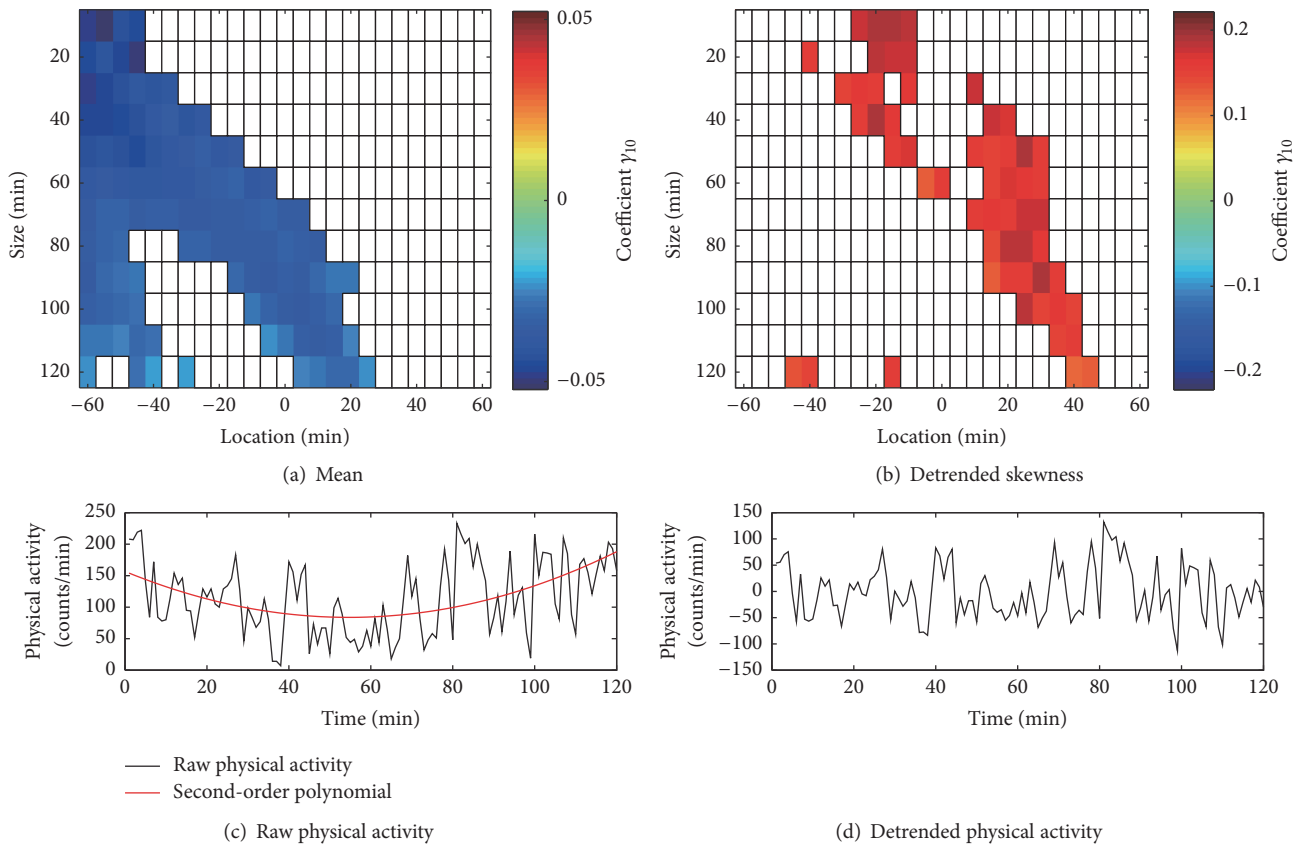 20
40
60
80
100
120
Size (min)
−60 −40 −20 0 20 40 60
Location (min)
0.05
0
−0.05
Coefficient γ10
(a) Mean
20
40
60
80
100
120
Size (min)
−60 −40 −20 0 20 40 60
Location (min)
0.2
0.1
0
−0.1
−0.2
Coefficient γ10
(b) Detrended skewness
250
200
150
100
50
0
Physical activity
(counts/min)
0 20 40 60 80 100 120
Time (min)
Raw physical activity
Second-order polynomial
(c) Raw physical activity
150
100
50
0
−50
−100
−150
Physical activity
(counts/min)
0 20 40 60 80 100 120
Time (min)
(d) Detrended physical activity